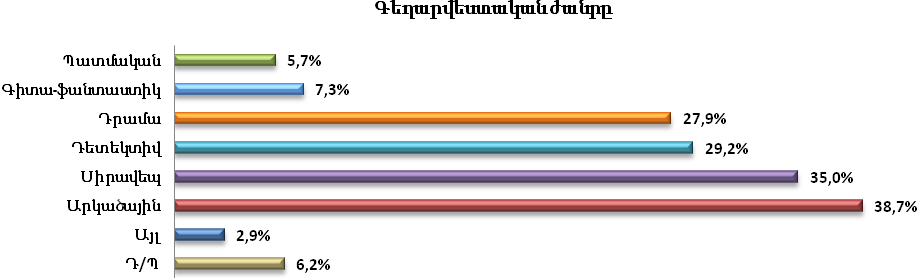 Գեղարվեստական ժանրը
Պատմական 5,7%
Գիտա-ֆանտաստիկ 7,3%
Դրամա 27,9%
Դետեկտիվ 29,2%
Սիրավեպ 35,0%
Արկածային 38,7%
Այլ 2,9%
Դ/Պ 6,2%